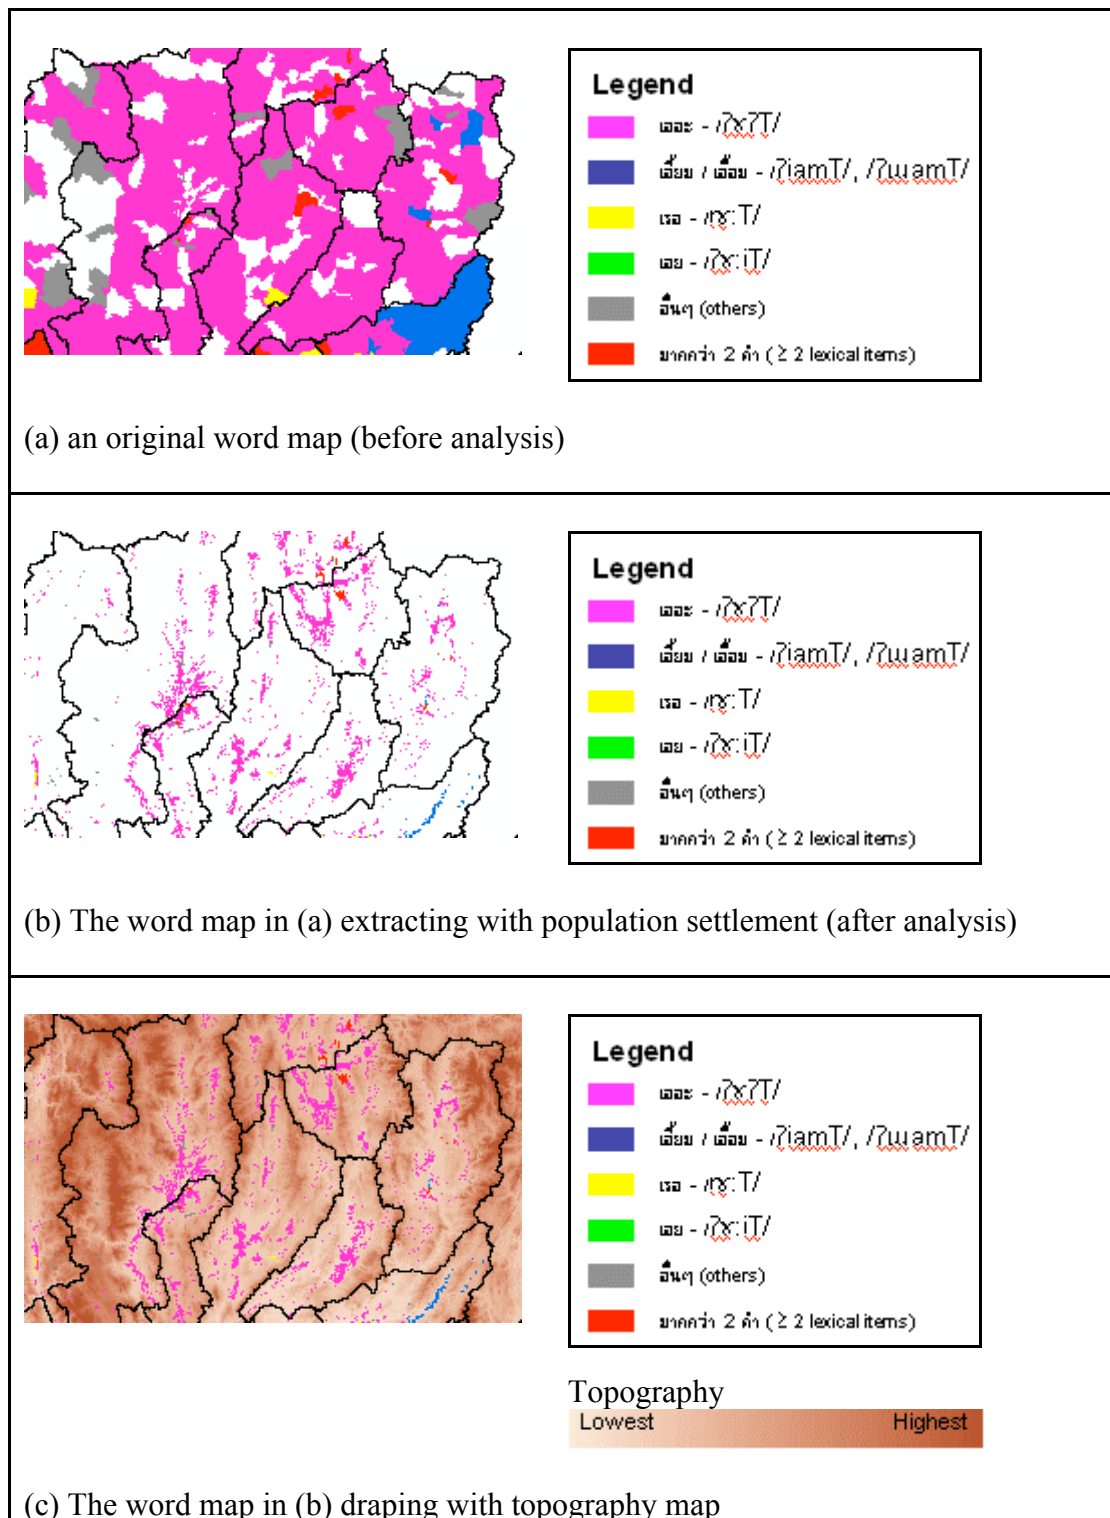 Legend
เออะ - /ʔɤʔT/
เอี้ยม / เอื้อม - /ʔiamT/, /ʔɯamT/
เรอ - /rɤːT/
เอย - /ʔɤːiT/
อื่นๆ (others)
มากกว่า 2 คำ (≥ 2 lexical items)
(a) an original word map (before analysis)
Legend
เออะ - /ʔɤʔT/
เอี้ยม / เอื้อม - /ʔiamT/, /ʔɯamT/
เรอ - /rɤːT/
เอย - /ʔɤːiT/
อื่นๆ (others)
มากกว่า 2 คำ (≥ 2 lexical items)
(b) The word map in (a) extracting with population settlement (after analysis)
Legend
เออะ - /ʔɤʔT/
เอี้ยม / เอื้อม - /ʔiamT/, /ʔɯamT/
เรอ - /rɤːT/
เอย - /ʔɤːiT/
อื่นๆ (others)
มากกว่า 2 คำ (≥ 2 lexical items)
Topography
Lowest Highest
(c) The word map in (b) draping with topography map